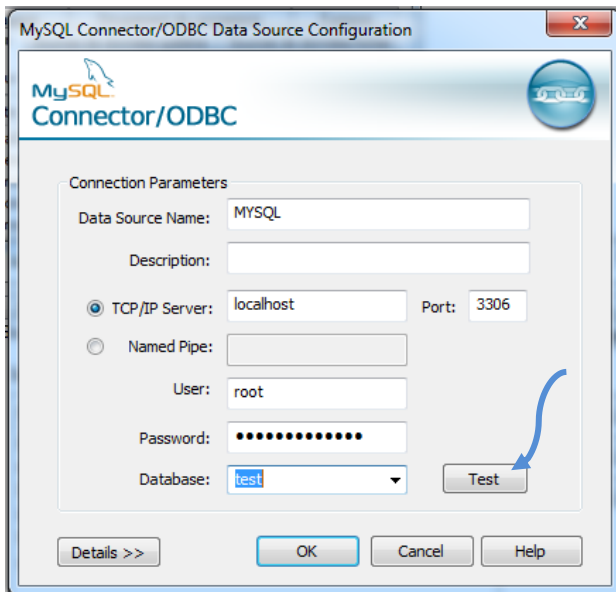 MySQL Connector/ODBC Data Source Configuration
MySQL
Connector/ODBC
Connection Parameters
Data Source Name: MYSQL
Description:
TCP/IP Server: localhost Port: 3306
Named Pipe:
User: root
Password: •••••••••••••
Database: test Test
Details >> OK Cancel Help